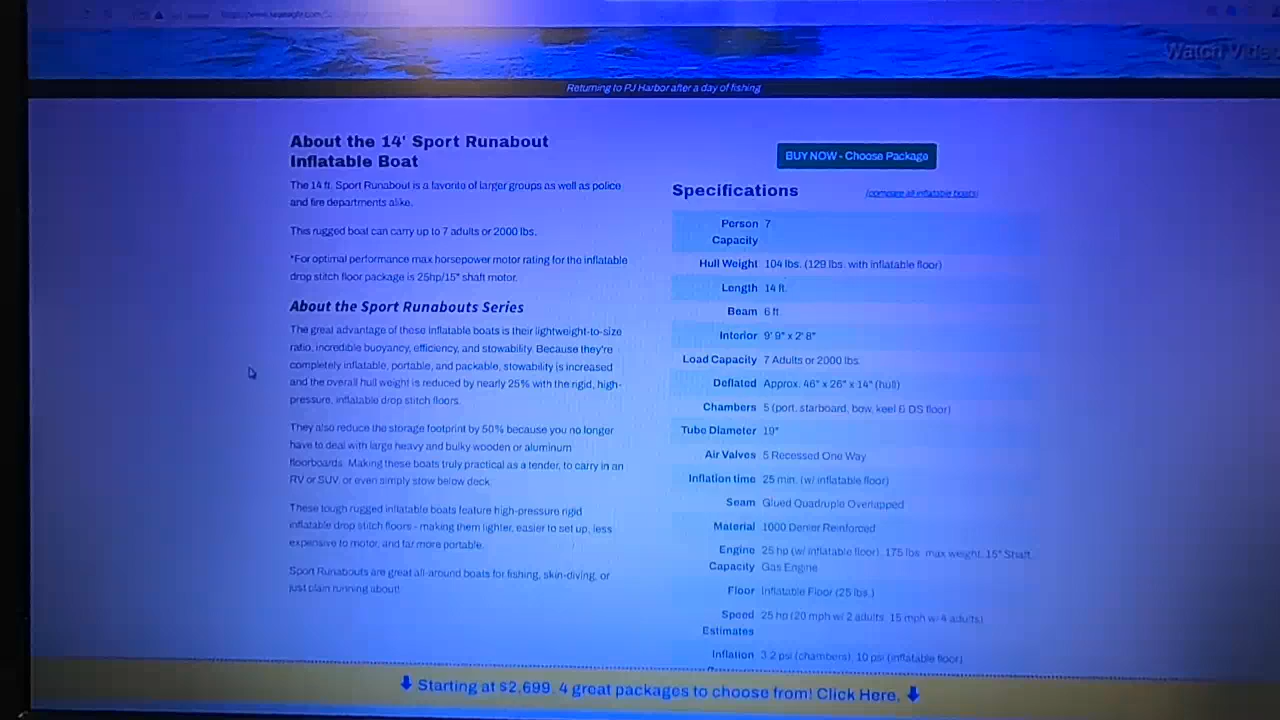 Watch Vide
Returning to PJ Harbor after a day of fishing
About the 14' Sport Runabout
Inflatable Boat
The 14 ft. Sport Runabout is a favorite of larger groups as well as police
and fire departments alike.
This rugged boat can carry up to 7 adults or 2000 lbs.
*For optimal performance max horsepower motor rating for the inflatable
drop stitch floor package is 25hp/15" shaft motor.
About the Sport Runabouts Series
The great advantage of these inflatable boats is their lightweight-to-size
ratio, incredible buoyancy, efficiency, and stowability. Because they're
completely inflatable, portable, and packable, stowability is increased
and the overall hull weight is reduced by nearly 25% with the rigid, high-
pressure, inflatable drop stitch floors.
They also reduce the storage footprint by 50% because you no longer
have to deal with large heavy and bulky wooden or aluminum
floorboards. Making these boats truly practical as a tender, to carry in an
RV or SUV, or even simply stow below deck.
These tough rugged inflatable boats feature high-pressure rigid
inflatable drop stitch floors - making them lighter, easier to set up, less
expensive to motor, and far more portable.
Sport Runabouts are great all-around boats for fishing, skin-diving, or
just plain running about!
BUY NOW - Choose Package
Specifications (compare all inflatable boats)
Person 7
Capacity
Hull Weight 104 lbs. (129 lbs. with inflatable floor)
Length 14 ft.
Beam 6 ft.
Interior 9' 9" x 2' 8"
Load Capacity 7 Adults or 2000 lbs.
Deflated Approx. 46" x 26" x 14" (hull)
Chambers 5 (port, starboard, bow, keel & DS floor)
Tube Diameter 19"
Air Valves 5 Recessed One Way
Inflation time 25 min. (w/ inflatable floor)
Seam Glued Quadruple Overlapped
Material 1000 Denier Reinforced
Engine 25 hp (w/ inflatable floor), 175 lbs. max weight, 15" Shaft,
Capacity Gas Engine
Floor Inflatable Floor (25 lbs.)
Speed 25 hp (20 mph w/ 2 adults, 15 mph w/ 4 adults)
Estimates
Inflation 3.2 psi (chambers), 10 psi (inflatable floor)
Starting at $2,699. 4 great packages to choose from! Click Here.